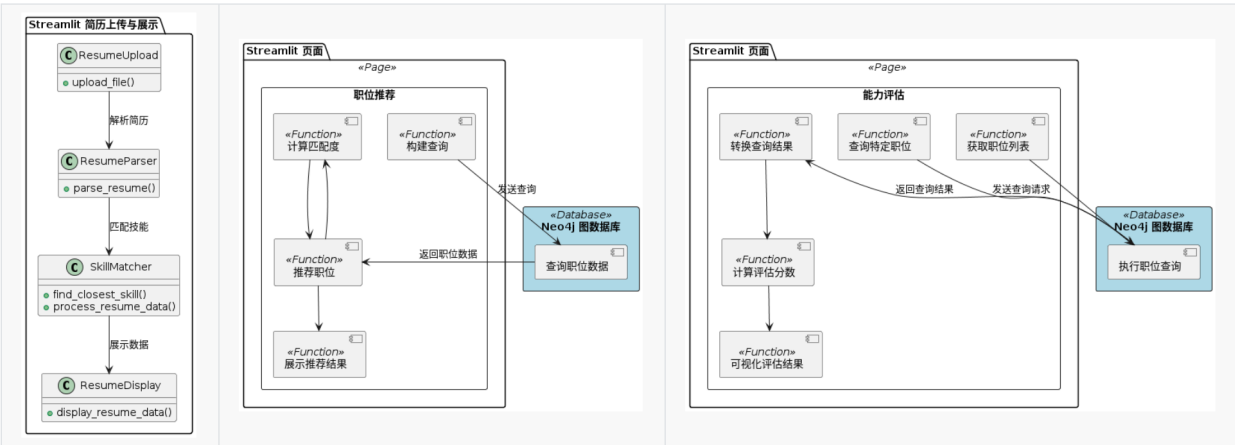 Streamlit 简历上传与展示
C ResumeUpload
upload_file()
解析简历
C ResumeParser
parse_resume()
匹配技能
C SkillMatcher
find_closest_skill()
process_resume_data()
展示数据
C ResumeDisplay
display_resume_data()
Streamlit 页面
«Page»
职位推荐
«Function»
计算匹配度
«Function»
构建查询
发送查询
«Database»
Neo4j 图数据库
查询职位数据
返回职位数据
«Function»
推荐职位
«Function»
展示推荐结果
Streamlit 页面
«Page»
能力评估
«Function»
转换查询结果
«Function»
查询特定职位
«Function»
获取职位列表
返回查询结果
发送查询请求
«Database»
Neo4j 图数据库
执行职位查询
«Function»
计算评估分数
«Function»
可视化评估结果